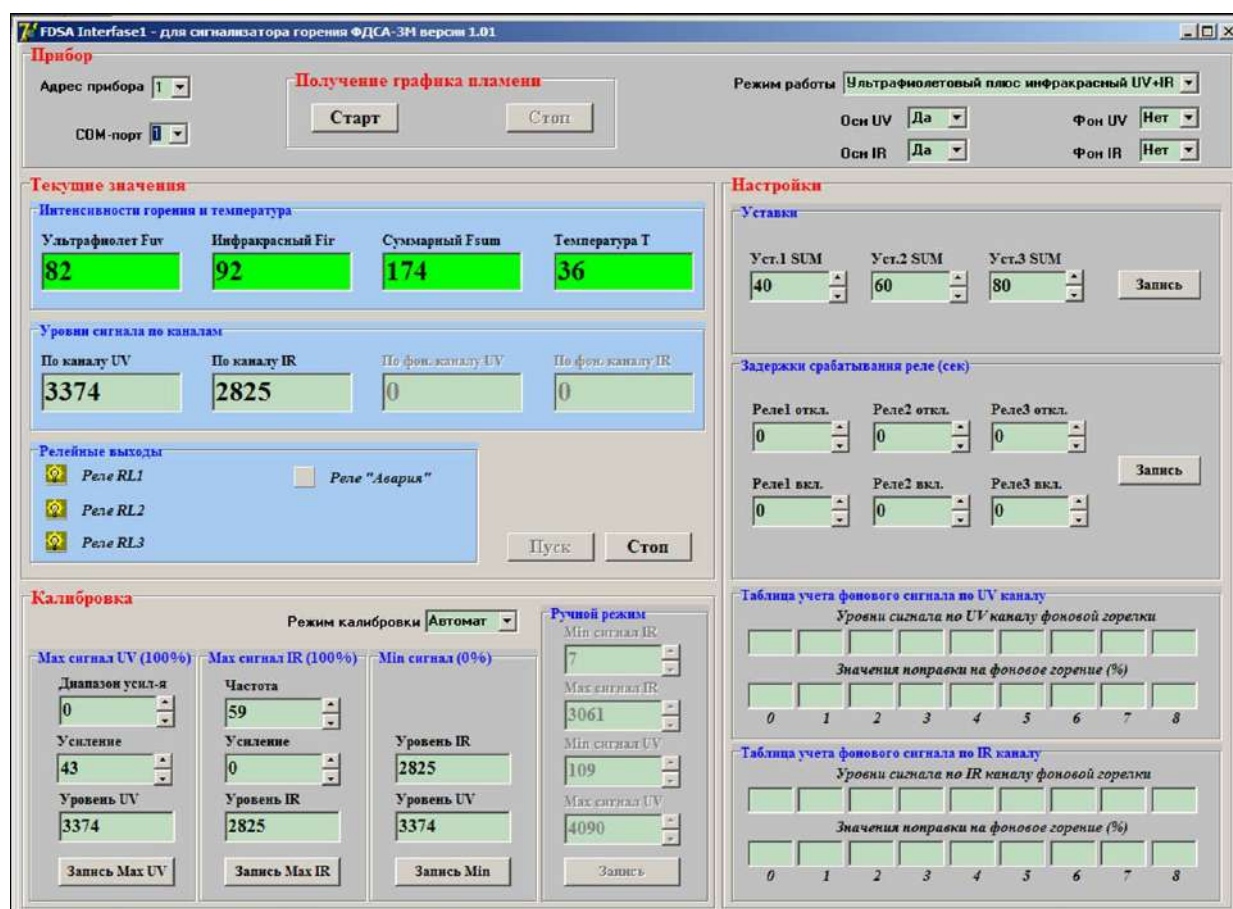 FDSA Interfase1 - для сигнализатора горения ФДСА-3М версии 1.01
Прибор
Адрес прибора 1
COM-порт 1
Получение графика пламени
Старт Стоп
Режим работы Ультрафиолетовый плюс инфракрасный UV+IR
Осн UV Да Фон UV Нет
Осн IR Да Фон IR Нет
Текущие значения
Интенсивности горения и температура
Ультрафиолет Fuv Инфракрасный Fir Суммарный Fsum Температура T
82 92 174 36
Уровни сигнала по каналам
По каналу UV По каналу IR По фон. каналу UV По фон. каналу IR
3374 2825 0 0
Релейные выходы
Реле RL1 Реле "Авария"
Реле RL2
Реле RL3
Пуск Стоп
Настройки
Уставки
Уст.1 SUM Уст.2 SUM Уст.3 SUM
40 60 80 Запись
Задержки срабатывания реле (сек)
Реле1 откл. Реле2 откл. Реле3 откл.
0 0 0
Запись
Реле1 вкл. Реле2 вкл. Реле3 вкл.
0 0 0
Калибровка
Режим калибровки Автомат
Max сигнал UV (100%)
Диапазон усил-я
0
Усиление
43
Уровень UV
3374
Запись Max UV
Max сигнал IR (100%)
Частота
59
Усиление
0
Уровень IR
2825
Запись Max IR
Min сигнал (0%)
Уровень IR
2825
Уровень UV
3374
Запись Min
Ручной режим
Min сигнал IR
7
Max сигнал IR
3061
Min сигнал UV
109
Max сигнал UV
4090
Запись
Таблица учета фонового сигнала по UV каналу
Уровни сигнала по UV каналу фоновой горелки
Значения поправки на фоновое горение (%)
0 1 2 3 4 5 6 7 8
Таблица учета фонового сигнала по IR каналу
Уровни сигнала по IR каналу фоновой горелки
Значения поправки на фоновое горение (%)
0 1 2 3 4 5 6 7 8